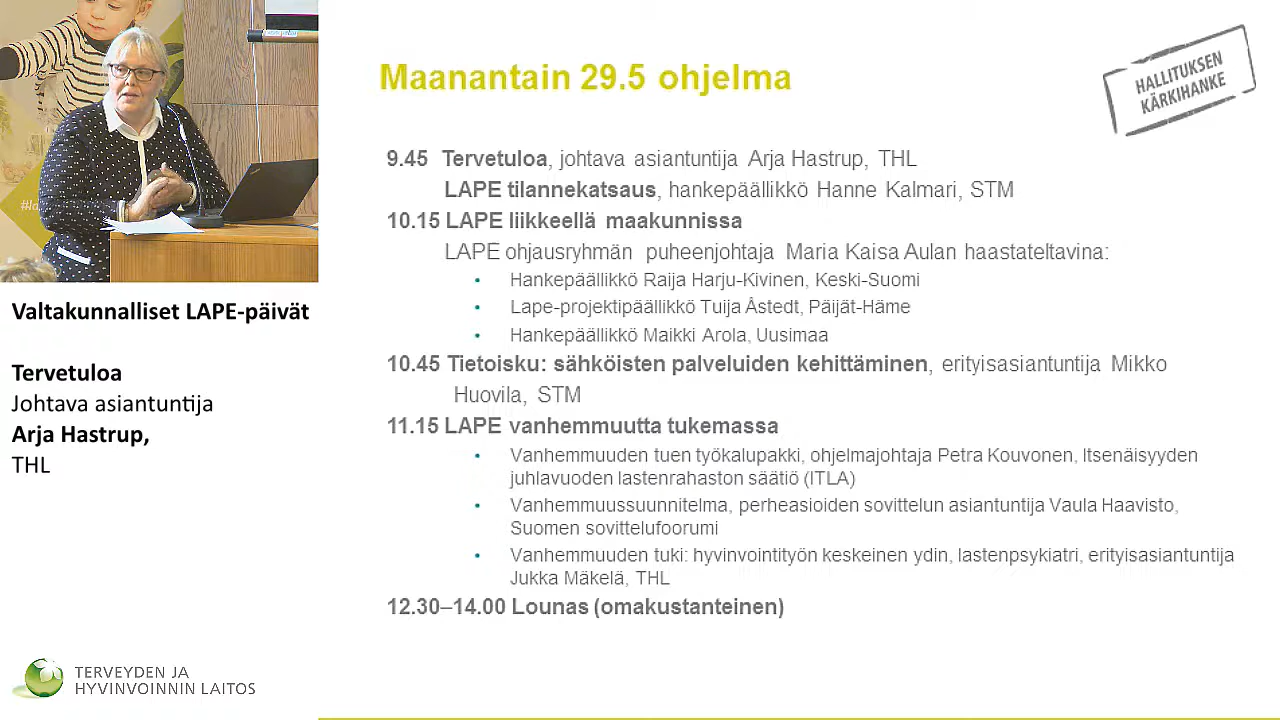 Maanantain 29.5 ohjelma
HALLITUKSEN
KÄRKIHANKE
9.45 Tervetuloa, johtava asiantuntija Arja Hastrup, THL
LAPE tilannekatsaus, hankepäällikkö Hanne Kalmari, STM
10.15 LAPE liikkeellä maakunnissa
LAPE ohjausryhmän puheenjohtaja Maria Kaisa Aulan haastateltavina:
• Hankepäällikkö Raija Harju-Kivinen, Keski-Suomi
• Lape-projektipäällikkö Tuija Åstedt, Päijät-Häme
• Hankepäällikkö Maikki Arola, Uusimaa
10.45 Tietoisku: sähköisten palveluiden kehittäminen, erityisasiantuntija Mikko
Huovila, STM
11.15 LAPE vanhemmuutta tukemassa
• Vanhemmuuden tuen työkalupakki, ohjelmajohtaja Petra Kouvonen, Itsenäisyyden
juhlavuoden lastenrahaston säätiö (ITLA)
• Vanhemmuussuunnitelma, perheasioiden sovittelun asiantuntija Vaula Haavisto,
Suomen sovittelufoorumi
• Vanhemmuuden tuki: hyvinvointityön keskeinen ydin, lastenpsykiatri, erityisasiantuntija
Jukka Mäkelä, THL
12.30–14.00 Lounas (omakustanteinen)
Valtakunnalliset LAPE-päivät
Tervetuloa
Johtava asiantuntija
Arja Hastrup,
THL
TERVEYDEN JA
HYVINVOINNIN LAITOS